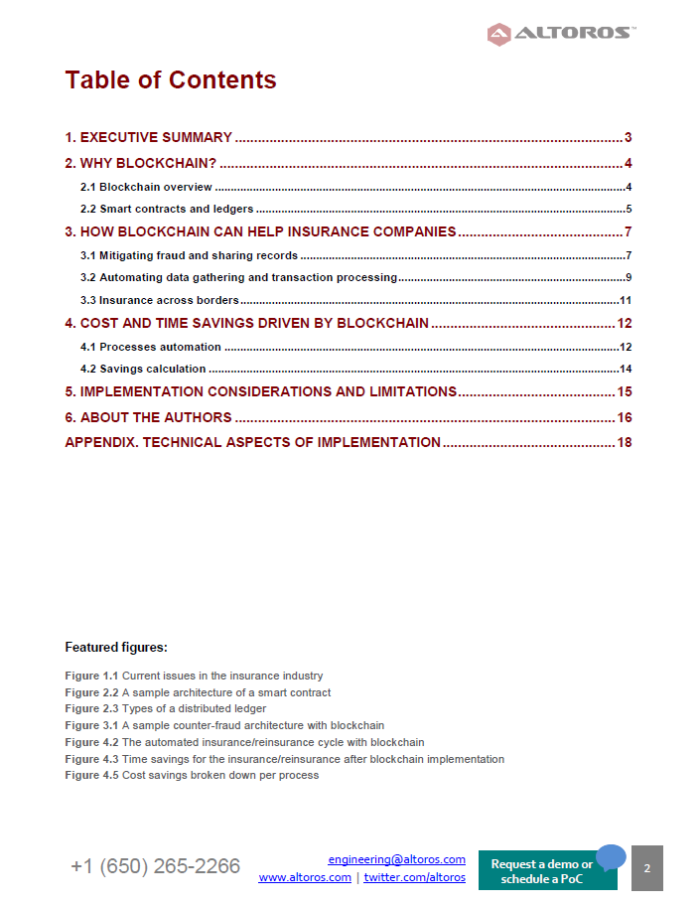 ALTOROS™
Table of Contents
1. EXECUTIVE SUMMARY ........................................ 3
2. WHY BLOCKCHAIN? ........................................ 4
2.1 Blockchain overview ........................................ 4
2.2 Smart contracts and ledgers ........................................ 5
3. HOW BLOCKCHAIN CAN HELP INSURANCE COMPANIES ........................................ 7
3.1 Mitigating fraud and sharing records ........................................ 7
3.2 Automating data gathering and transaction processing ........................................ 9
3.3 Insurance across borders ........................................ 11
4. COST AND TIME SAVINGS DRIVEN BY BLOCKCHAIN ........................................ 12
4.1 Processes automation ........................................ 12
4.2 Savings calculation ........................................ 14
5. IMPLEMENTATION CONSIDERATIONS AND LIMITATIONS ........................................ 15
6. ABOUT THE AUTHORS ........................................ 16
APPENDIX. TECHNICAL ASPECTS OF IMPLEMENTATION ........................................ 18
Featured figures:
Figure 1.1 Current issues in the insurance industry
Figure 2.2 A sample architecture of a smart contract
Figure 2.3 Types of a distributed ledger
Figure 3.1 A sample counter-fraud architecture with blockchain
Figure 4.2 The automated insurance/reinsurance cycle with blockchain
Figure 4.3 Time savings for the insurance/reinsurance after blockchain implementation
Figure 4.5 Cost savings broken down per process
+1 (650) 265-2266
engineering@altoros.com
www.altoros.com | twitter.com/altoros
Request a demo or
schedule a PoC
2